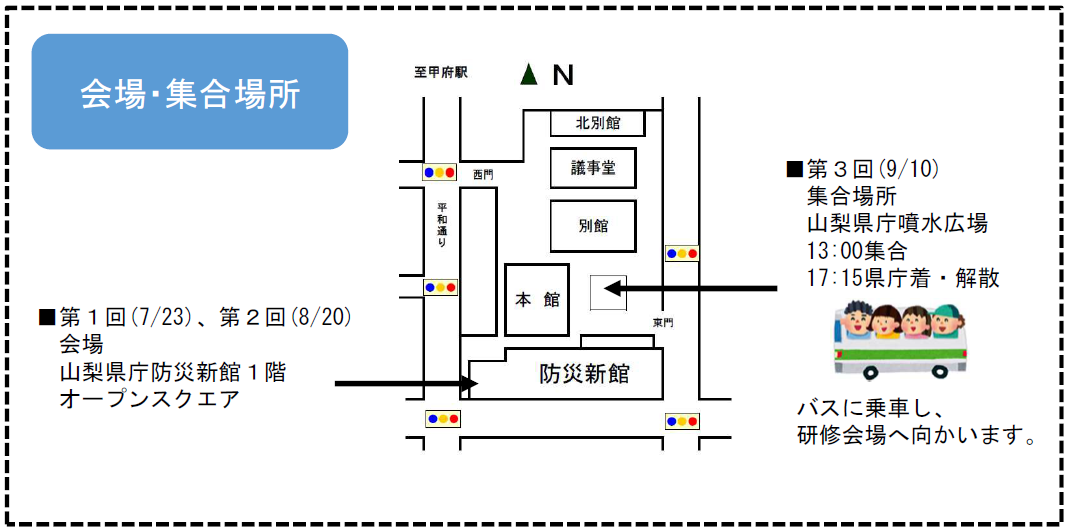 会場・集合場所
至甲府駅
N
北別館
西門
議事堂
平和通り
別館
本館
東門
防災新館
■第１回(7/23)、第２回(8/20)
会場
山梨県庁防災新館１階
オープンスクエア
■第３回(9/10)
集合場所
山梨県庁噴水広場
13:00集合
17:15県庁着・解散
バスに乗車し、
研修会場へ向かいます。